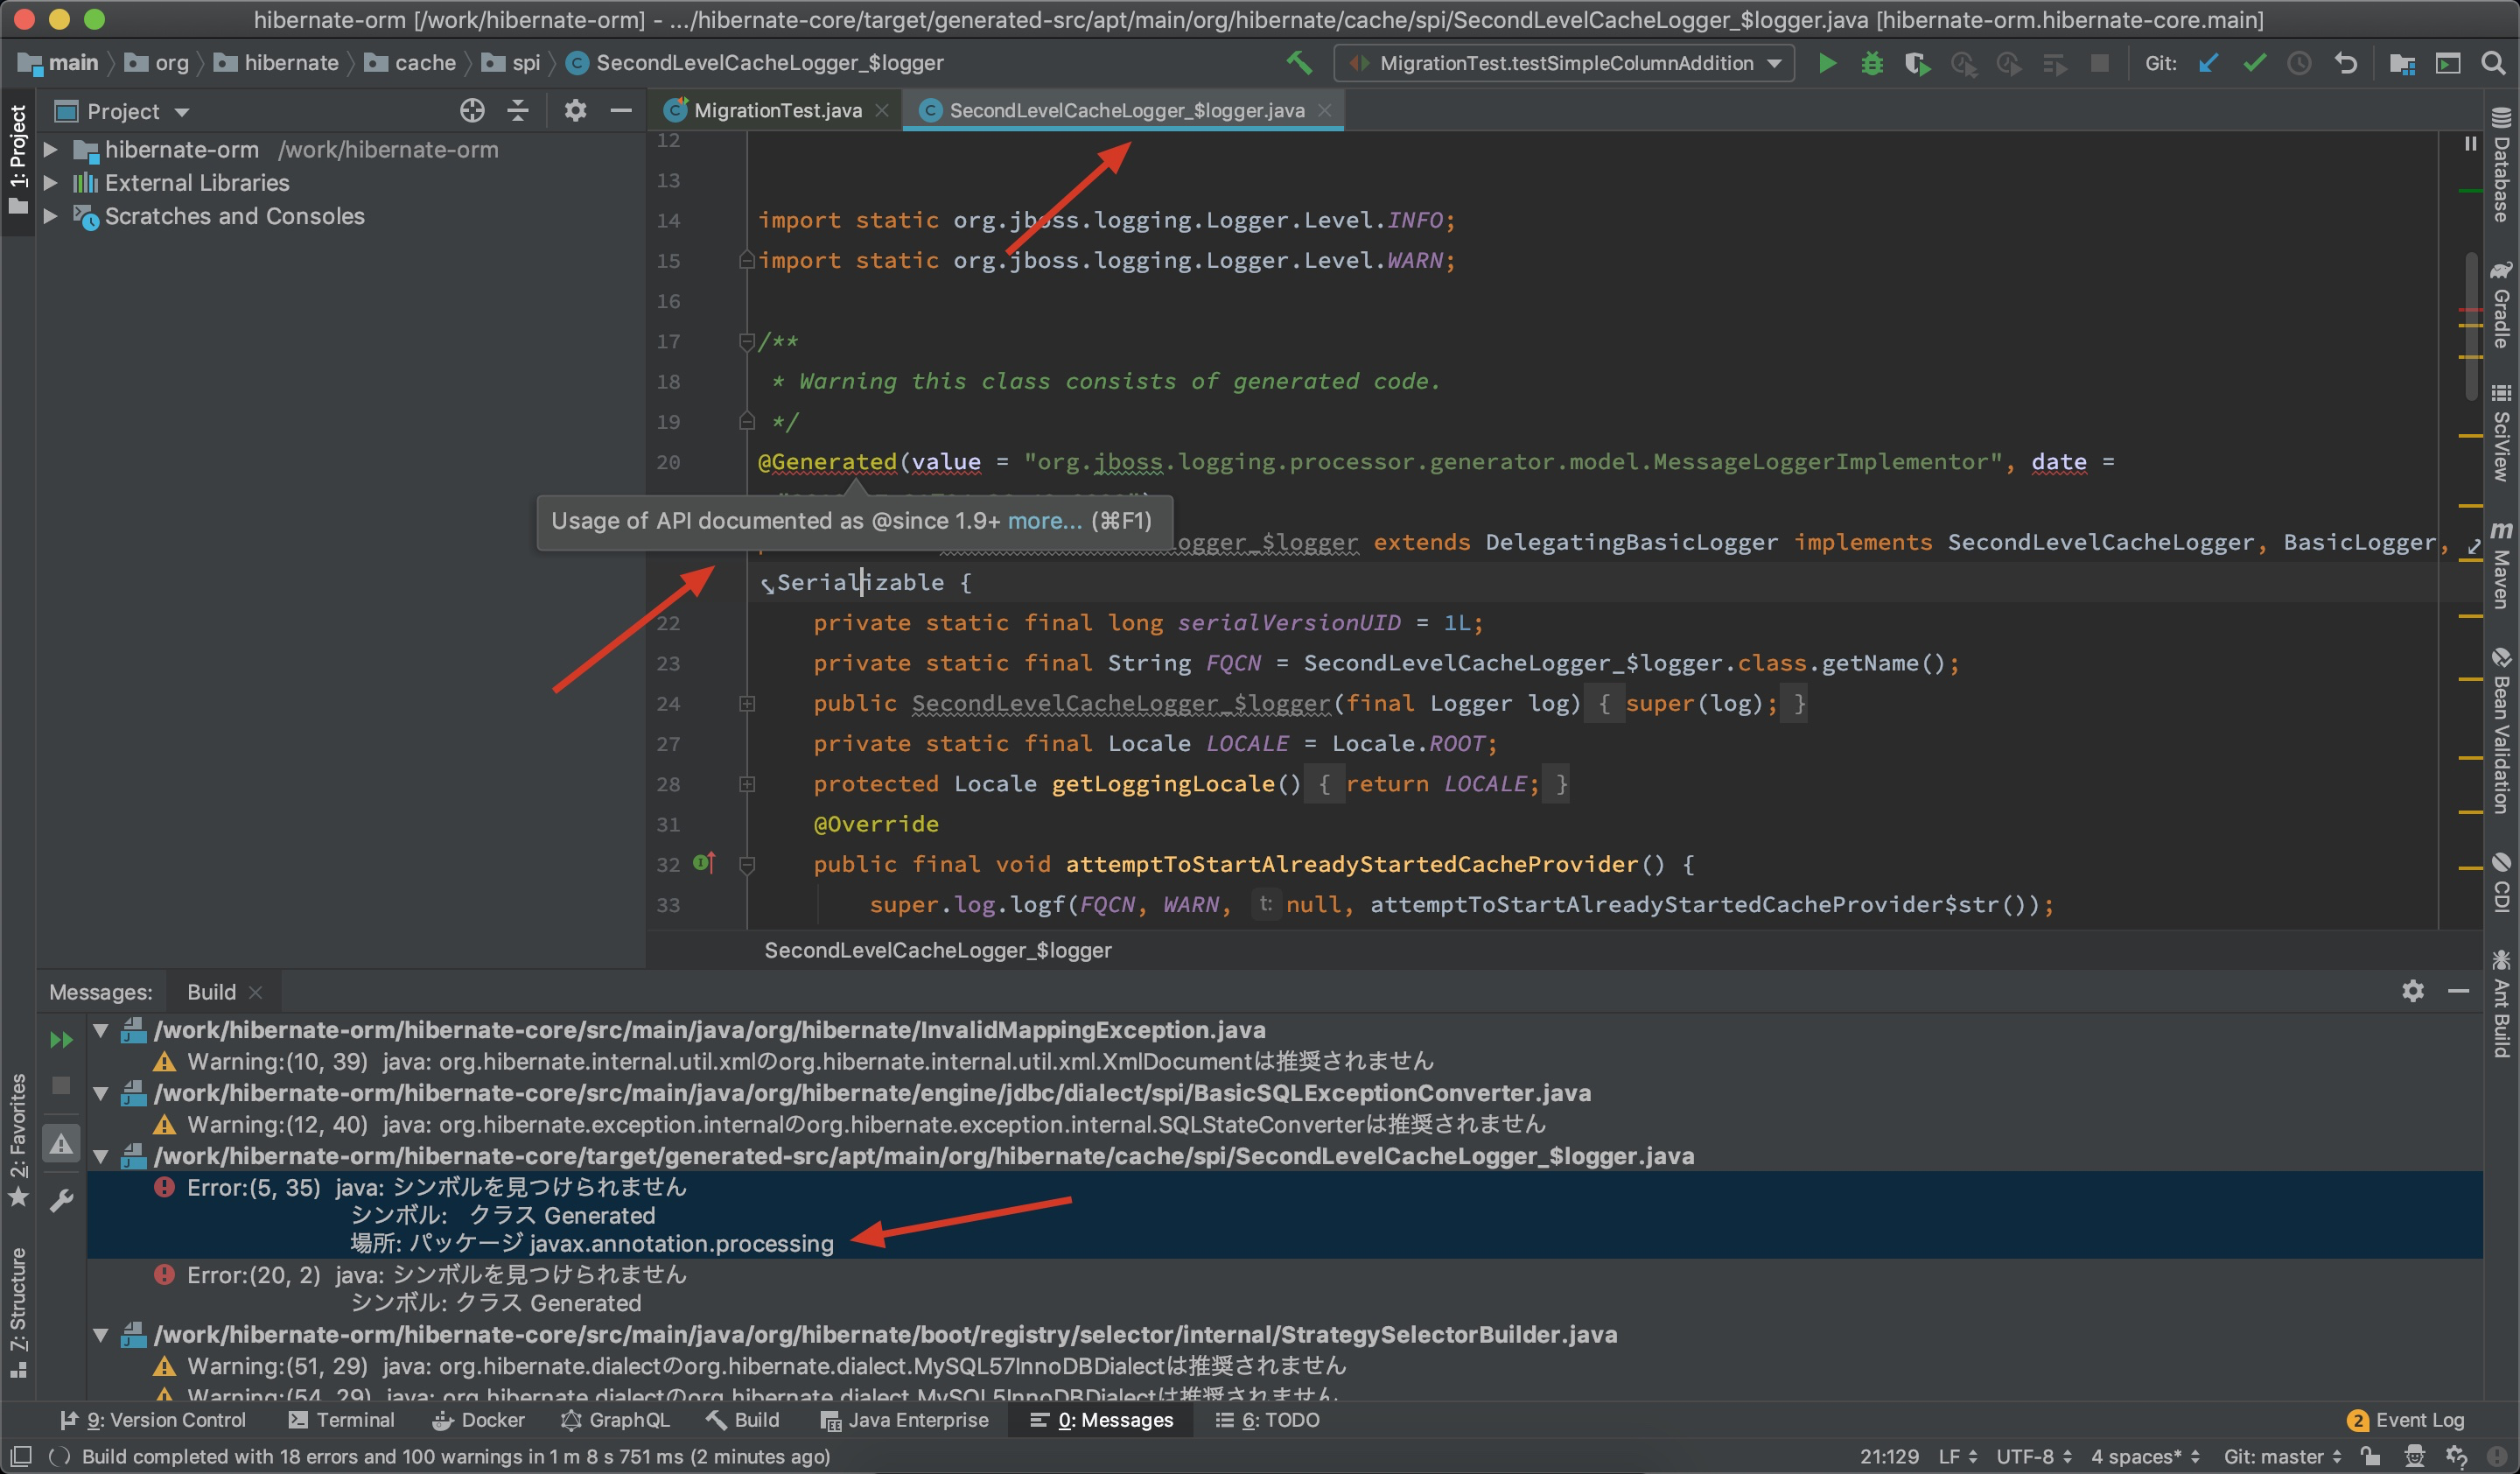 hibernate-orm [/work/hibernate-orm] - .../hibernate-core/target/generated-src/apt/main/org/hibernate/cache/spi/SecondLevelCacheLogger_$logger.java [hibernate-orm.hibernate-core.main]
main org hibernate cache spi SecondLevelCacheLogger_$logger
MigrationTest.testSimpleColumnAddition
Git:
1: Project
Project
MigrationTest.java
SecondLevelCacheLogger_$logger.java
hibernate-orm /work/hibernate-orm
External Libraries
Scratches and Consoles
12
13
14 import static org.jboss.logging.Logger.Level.INFO;
15 import static org.jboss.logging.Logger.Level.WARN;
16
17 /**
18 * Warning this class consists of generated code.
19 */
20 @Generated(value = "org.jboss.logging.processor.generator.model.MessageLoggerImplementor", date =
Usage of API documented as @since 1.9+ more... (⌘F1)
ogger_$logger extends DelegatingBasicLogger implements SecondLevelCacheLogger, BasicLogger,
Serializable {
22 private static final long serialVersionUID = 1L;
23 private static final String FQCN = SecondLevelCacheLogger_$logger.class.getName();
24 public SecondLevelCacheLogger_$logger(final Logger log) { super(log); }
27 private static final Locale LOCALE = Locale.ROOT;
28 protected Locale getLoggingLocale() { return LOCALE; }
31 @Override
32 public final void attemptToStartAlreadyStartedCacheProvider() {
33 super.log.logf(FQCN, WARN, t: null, attemptToStartAlreadyStartedCacheProvider$str());
SecondLevelCacheLogger_$logger
Database
Gradle
SciView
Maven
Bean Validation
CDI
Ant Build
Messages: Build
/work/hibernate-orm/hibernate-core/src/main/java/org/hibernate/InvalidMappingException.java
Warning:(10, 39) java: org.hibernate.internal.util.xmlのorg.hibernate.internal.util.xml.XmlDocumentは推奨されません
/work/hibernate-orm/hibernate-core/src/main/java/org/hibernate/engine/jdbc/dialect/spi/BasicSQLExceptionConverter.java
Warning:(12, 40) java: org.hibernate.exception.internalのorg.hibernate.exception.internal.SQLStateConverterは推奨されません
/work/hibernate-orm/hibernate-core/target/generated-src/apt/main/org/hibernate/cache/spi/SecondLevelCacheLogger_$logger.java
Error:(5, 35) java: シンボルを見つけられません
シンボル: クラス Generated
場所: パッケージ javax.annotation.processing
Error:(20, 2) java: シンボルを見つけられません
シンボル: クラス Generated
/work/hibernate-orm/hibernate-core/src/main/java/org/hibernate/boot/registry/selector/internal/StrategySelectorBuilder.java
Warning:(51, 29) java: org.hibernate.dialectのorg.hibernate.dialect.MySQL57InnoDBDialectは推奨されません
Warning:(54, 29) java: org.hibernate.dialectのorg.hibernate.dialect.MySQL5InnoDBDialectは推奨されません
2: Favorites
7: Structure
9: Version Control Terminal Docker GraphQL Build Java Enterprise 0: Messages 6: TODO
2 Event Log
Build completed with 18 errors and 100 warnings in 1 m 8 s 751 ms (2 minutes ago)
21:129 LF UTF-8 4 spaces* Git: master